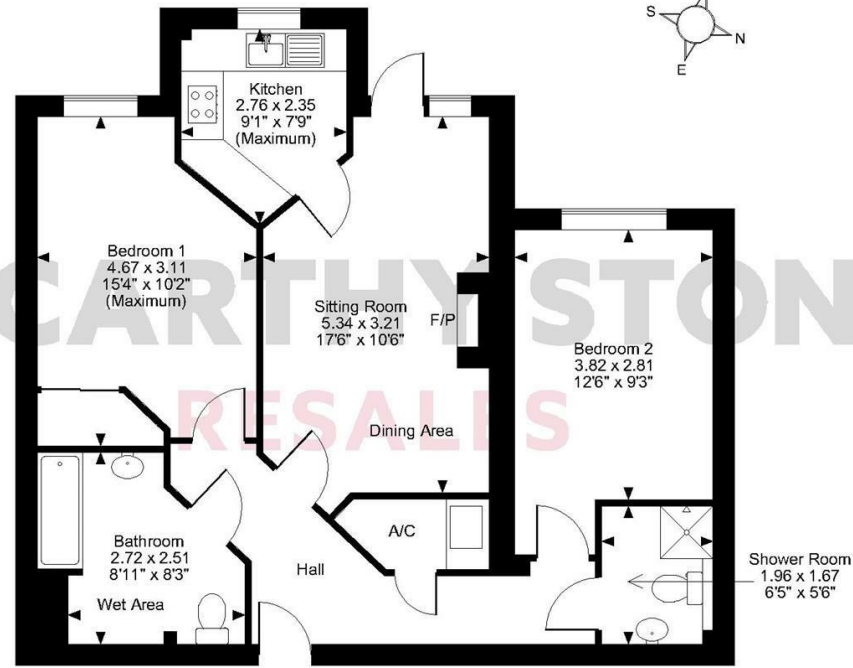 S
N
E
Kitchen
2.76 x 2.35
9'1" x 7'9"
(Maximum)
Bedroom 1
4.67 x 3.11
15'4" x 10'2"
(Maximum)
Sitting Room
5.34 x 3.21
17'6" x 10'6"
F/P
Bedroom 2
3.82 x 2.81
12'6" x 9'3"
CARTHY STON
RESALES
Dining Area
A/C
Bathroom
2.72 x 2.51
8'11" x 8'3"
Wet Area
Hall
Shower Room
1.96 x 1.67
6'5" x 5'6"